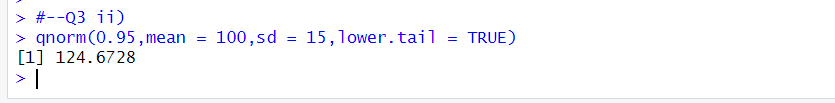 > #--Q3 ii)
> qnorm(0.95,mean = 100,sd = 15,lower.tail = TRUE)
[1] 124.6728
>